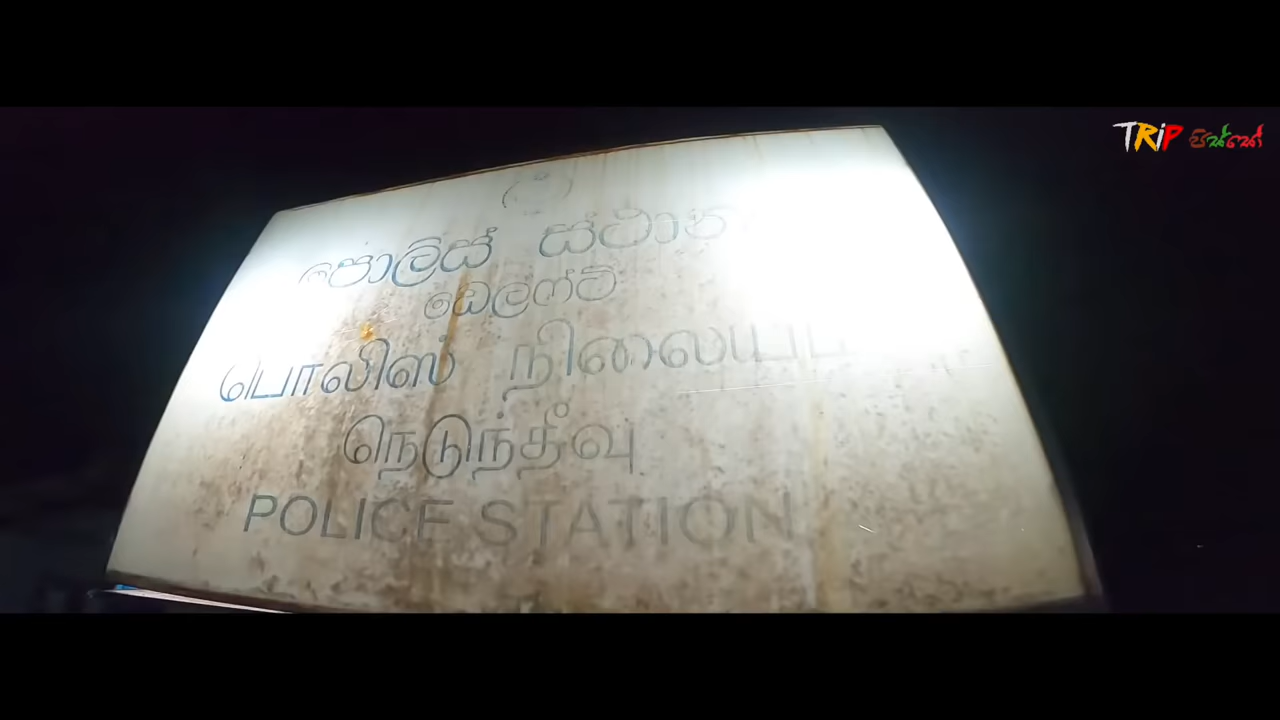 TRiP පිස්සෝ
පොලිස් ස්ථාන
ඩෙල්ෆ්ට්
பொலிஸ் நிலையம்
நெடுந்தீவு
POLICE STATION